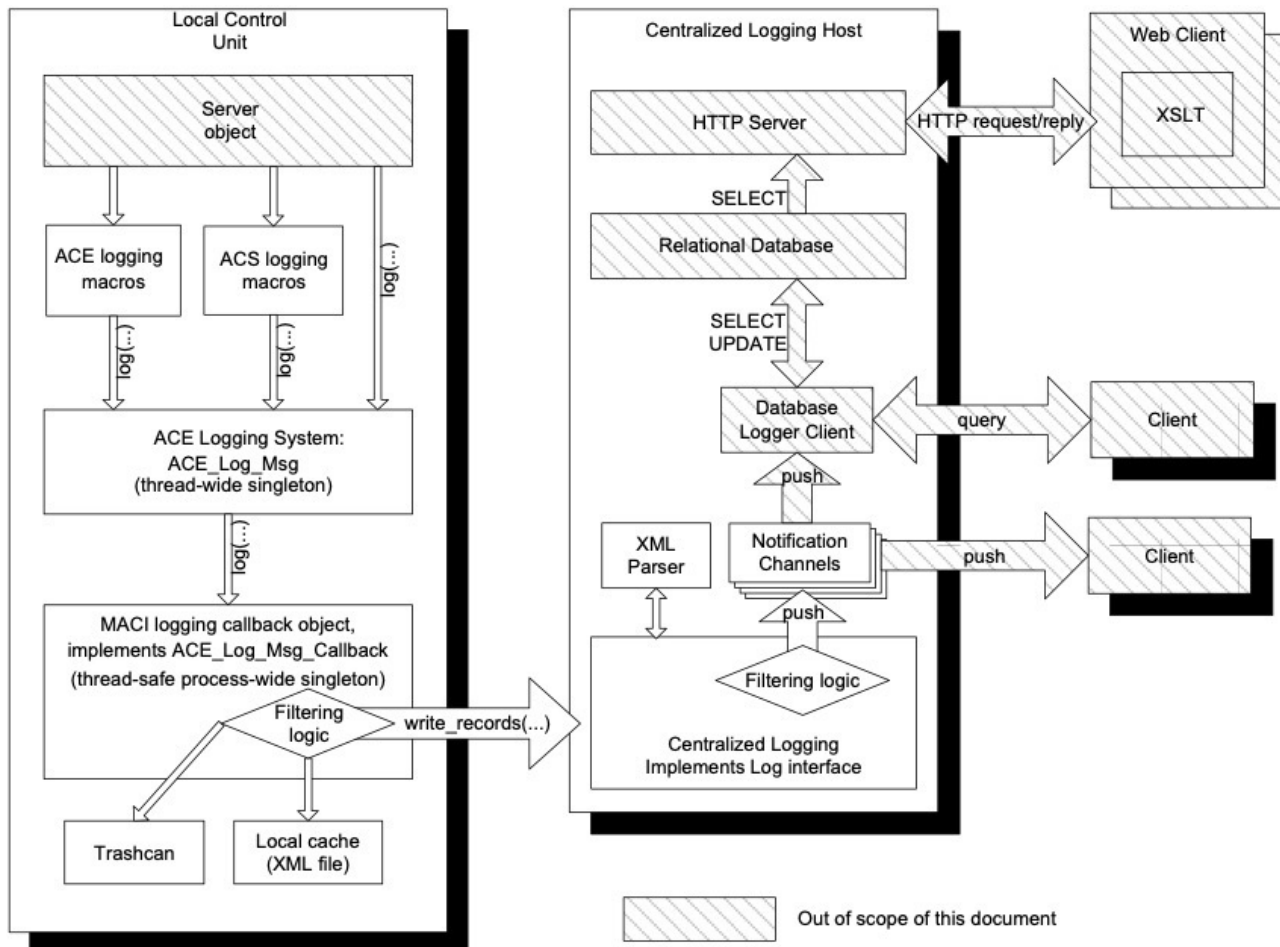 Local Control
Unit
Server
object
ACE logging
macros
ACS logging
macros
log(...)
log(...)
log(...)
ACE Logging System:
ACE_Log_Msg
(thread-wide singleton)
log(...)
MACI logging callback object,
implements ACE_Log_Msg_Callback
(thread-safe process-wide singleton)
Filtering
logic
write_records(...)
Trashcan
Local cache
(XML file)
Centralized Logging Host
HTTP Server
HTTP request/reply
Web Client
XSLT
SELECT
Relational Database
SELECT
UPDATE
Database
Logger Client
query
Client
push
XML
Parser
Notification
Channels
push
Client
push
Filtering logic
Centralized Logging
Implements Log interface
Out of scope of this document